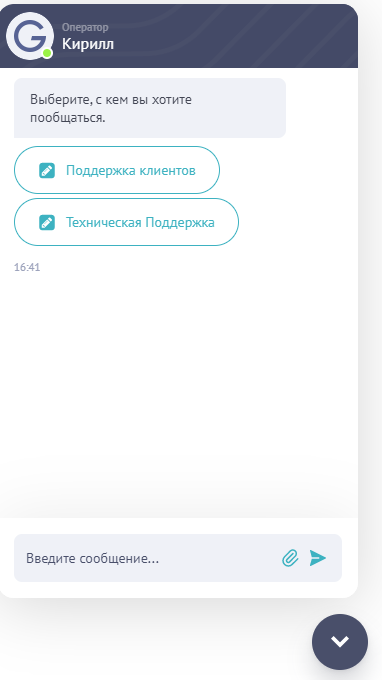 Оператор
Кирилл
Выберите, с кем вы хотите
пообщаться.
Поддержка клиентов
Техническая Поддержка
16:41
Введите сообщение...